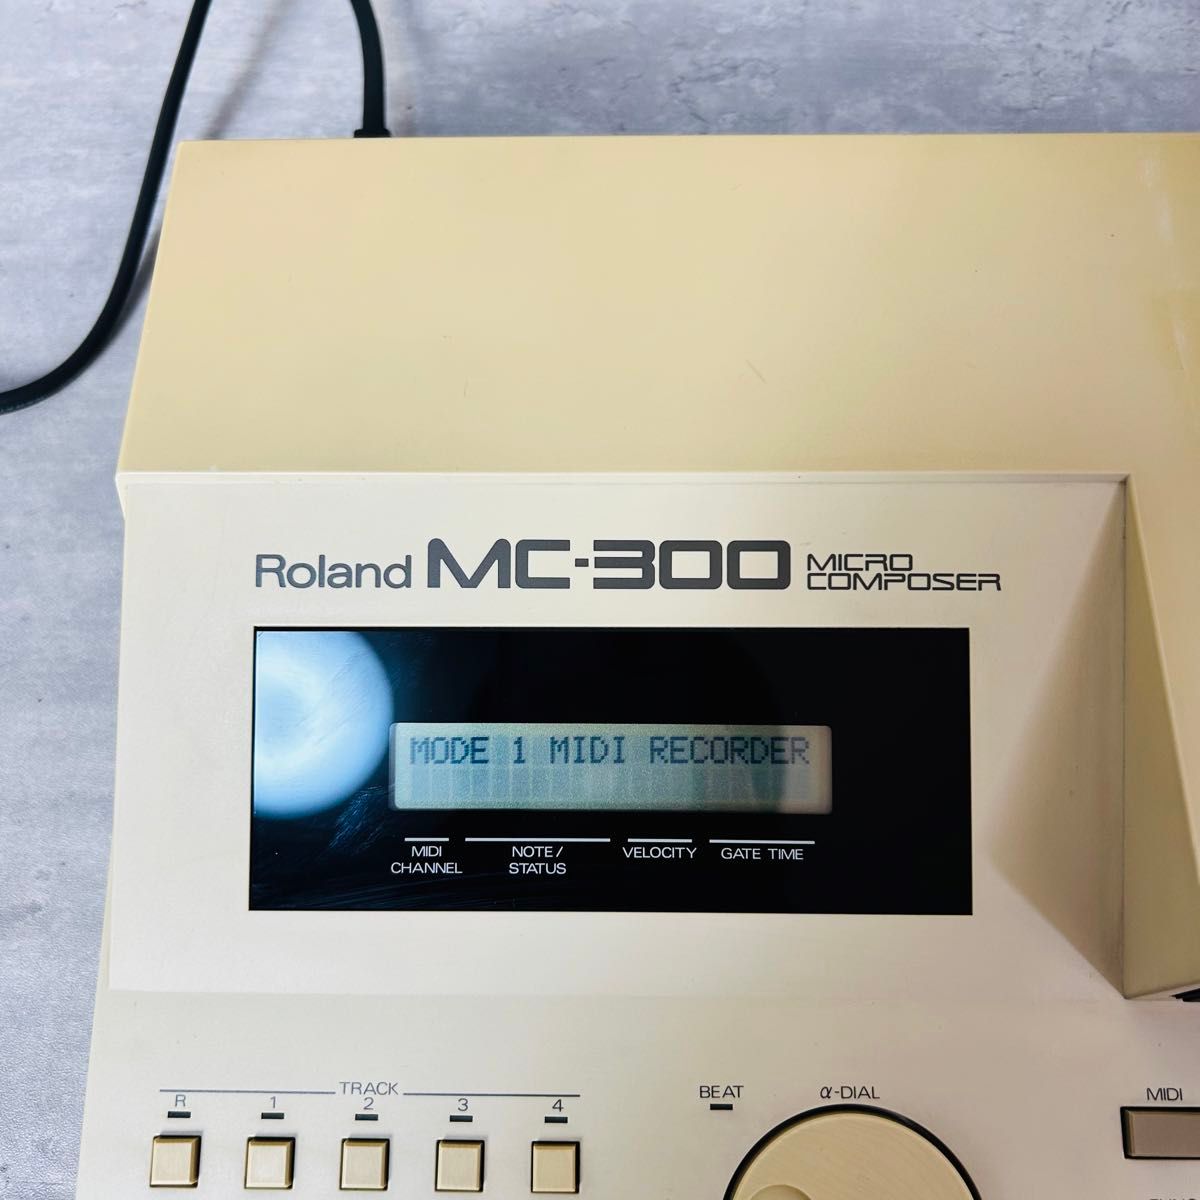 Roland MC-300 MICRO COMPOSER
MODE 1 MIDI RECORDER
MIDI CHANNEL
NOTE/ STATUS
VELOCITY
GATE TIME
TRACK
R 1 2 3 4
BEAT
α-DIAL
MIDI